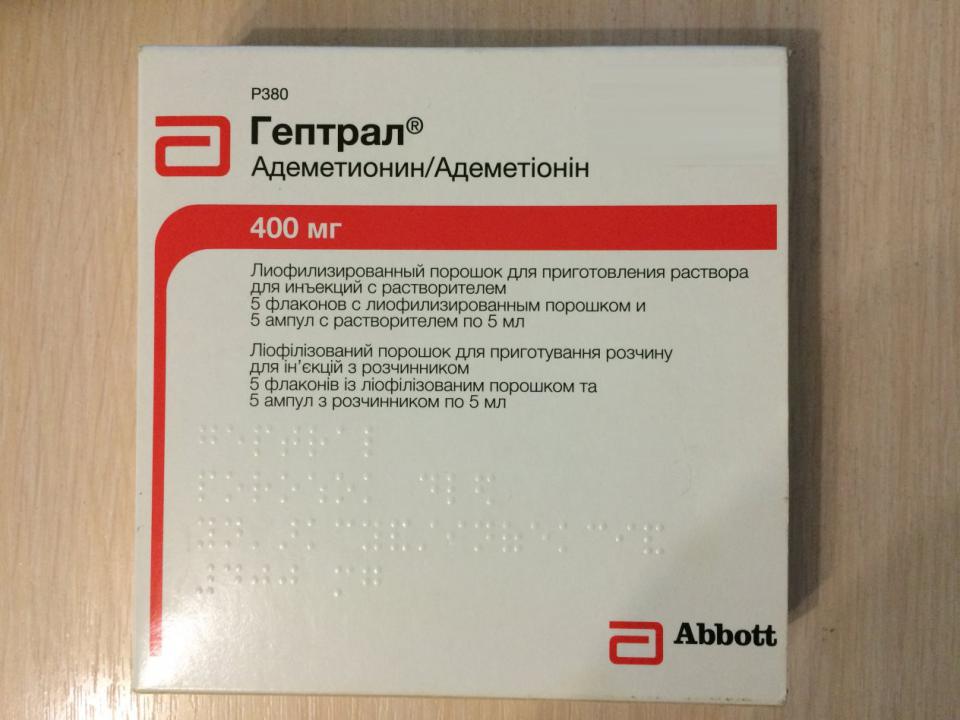 P380
Гептрал®
Адеметионин/Адеметіонін
400 мг
Лиофилизированный порошок для приготовления раствора
для инъекций с растворителем
5 флаконов с лиофилизированным порошком и
5 ампул с растворителем по 5 мл
Ліофілізований порошок для приготування розчину
для ін’єкцій з розчинником
5 флаконів із ліофілізованим порошком та
5 ампул з розчинником по 5 мл
Abbott